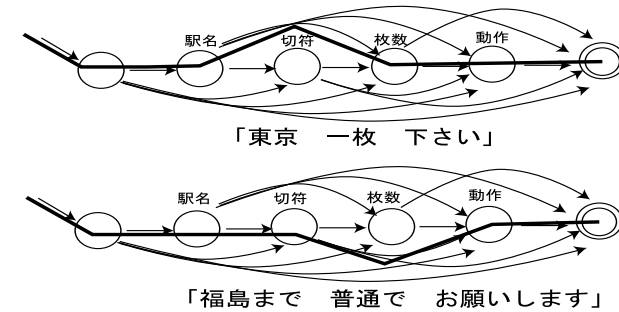 駅名 切符 枚数 動作
「東京　一枚　下さい」
駅名 切符 枚数 動作
「福島まで　普通で　お願いします」